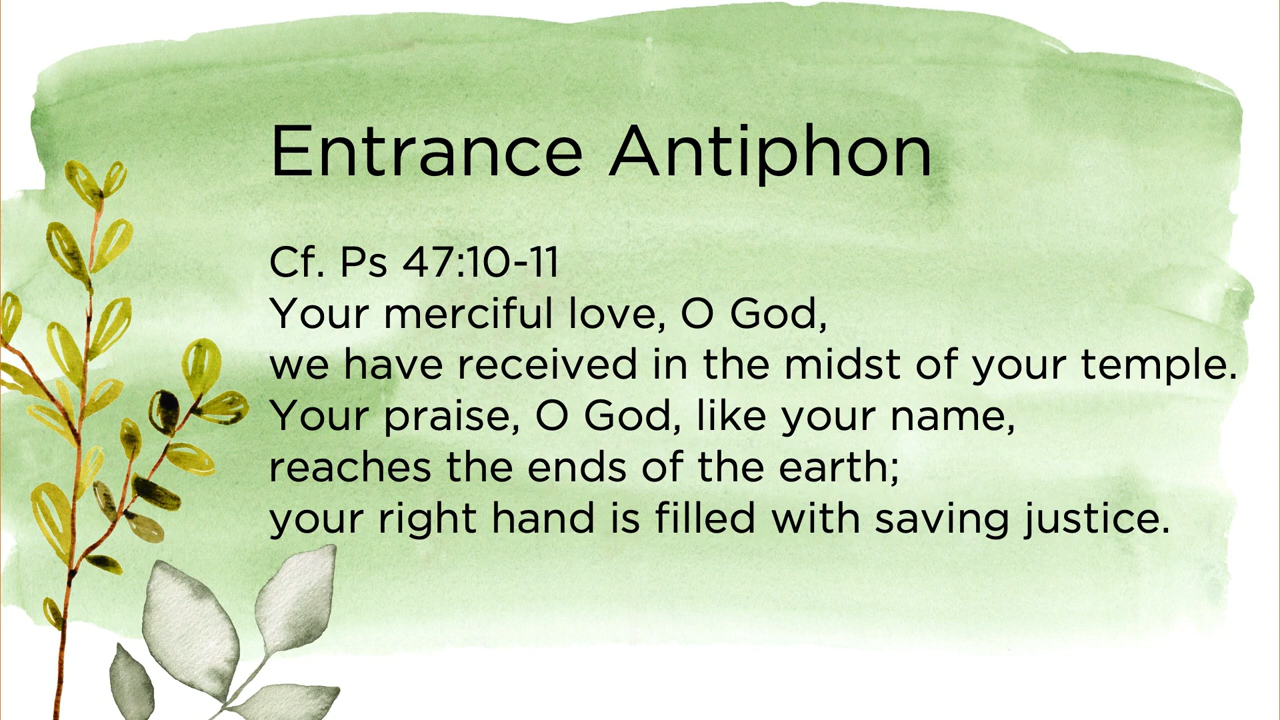 Entrance Antiphon
Cf. Ps 47:10-11
Your merciful love, O God,
we have received in the midst of your temple.
Your praise, O God, like your name,
reaches the ends of the earth;
your right hand is filled with saving justice.